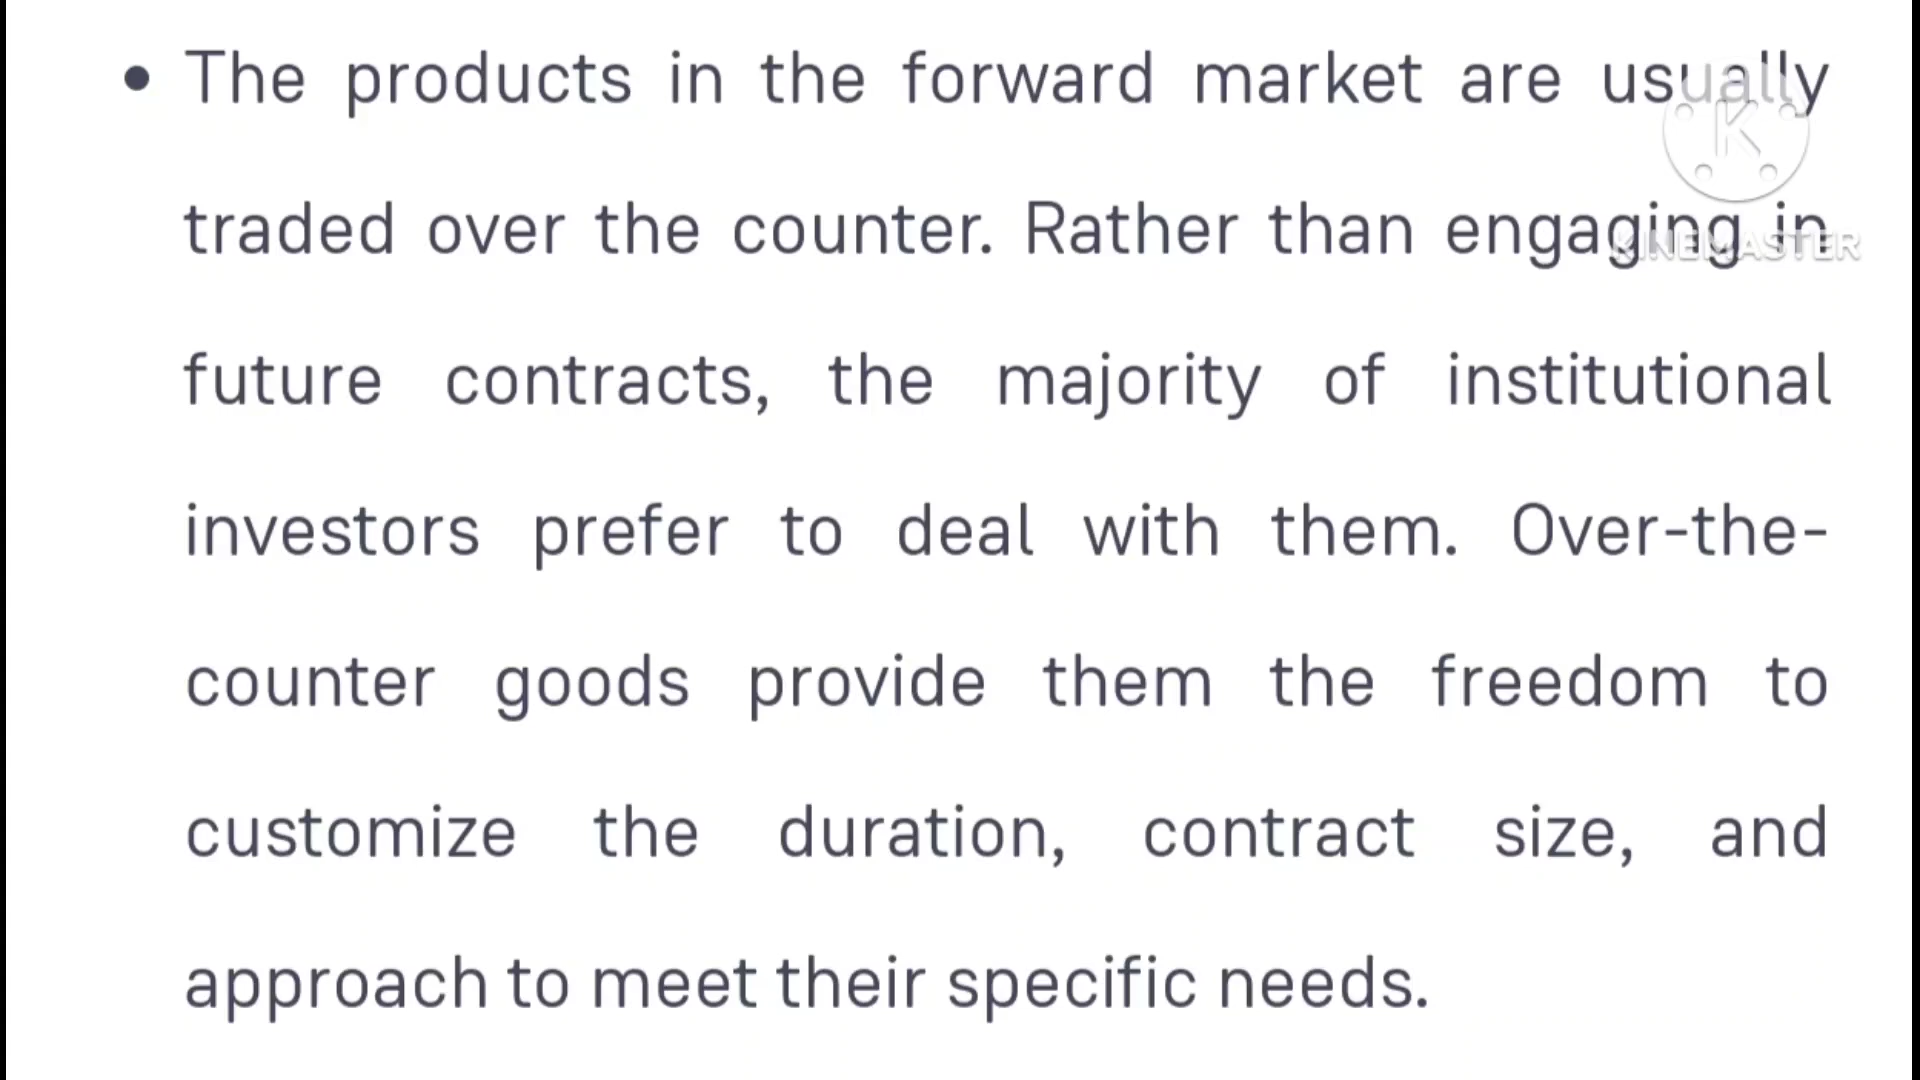 • The products in the forward market are usually
traded over the counter. Rather than engaging in
future contracts, the majority of institutional
investors prefer to deal with them. Over-the-
counter goods provide them the freedom to
customize the duration, contract size, and
approach to meet their specific needs.
K
KINEMASTER